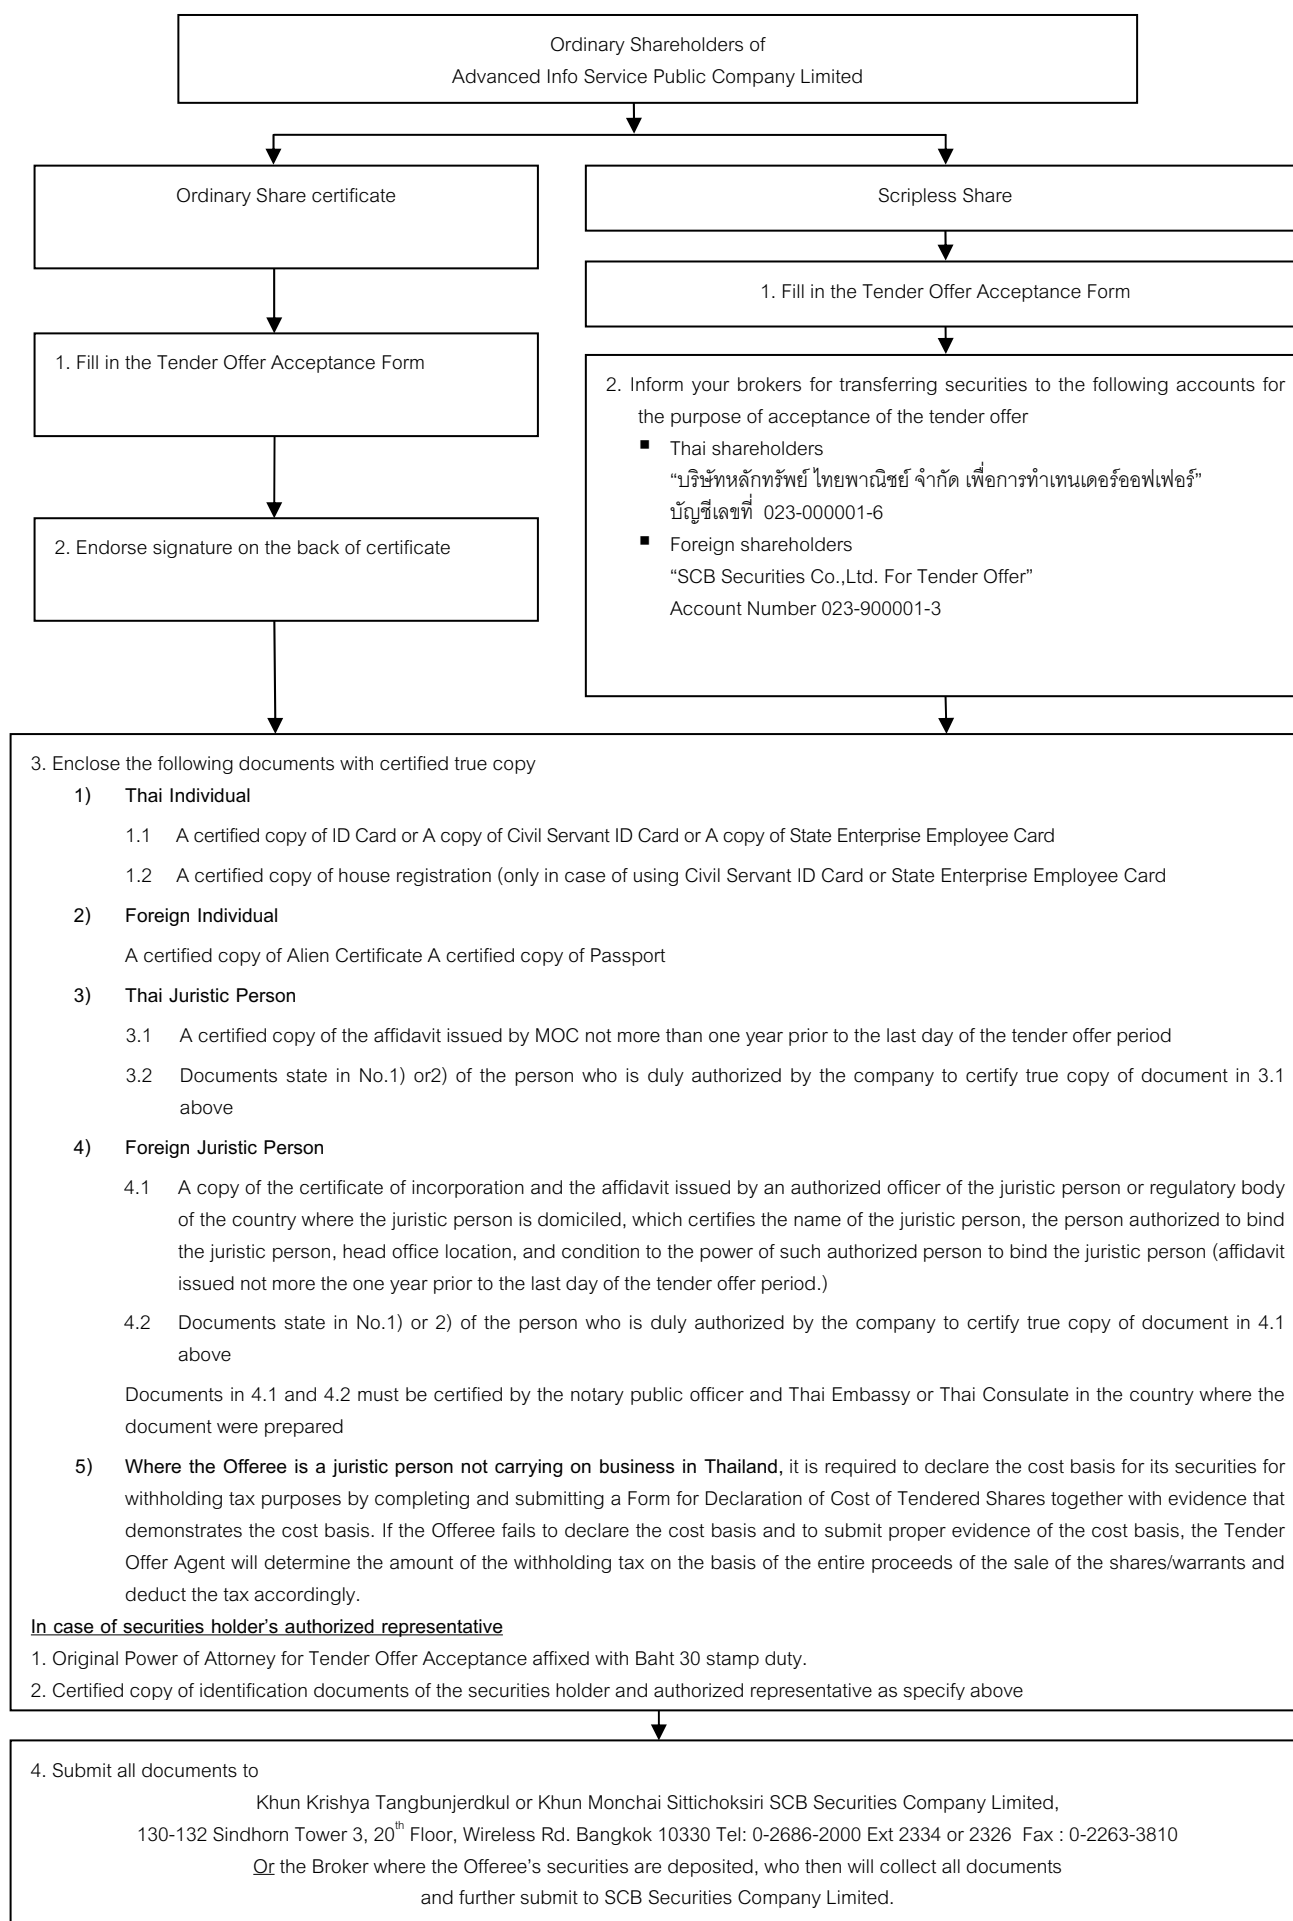 Ordinary Shareholders of
Advanced Info Service Public Company Limited
Ordinary Share certificate
1. Fill in the Tender Offer Acceptance Form
2. Endorse signature on the back of certificate
Scripless Share
1. Fill in the Tender Offer Acceptance Form
2. Inform your brokers for transferring securities to the following accounts for
the purpose of acceptance of the tender offer
▪ Thai shareholders
“บริษัทหลักทรัพย์ ไทยพาณิชย์ จำกัด เพื่อการทำเทนเดอร์ออฟเฟอร์”
บัญชีเลขที่ 023-000001-6
▪ Foreign shareholders
“SCB Securities Co.,Ltd. For Tender Offer”
Account Number 023-900001-3
3. Enclose the following documents with certified true copy
1) Thai Individual
1.1 A certified copy of ID Card or A copy of Civil Servant ID Card or A copy of State Enterprise Employee Card
1.2 A certified copy of house registration (only in case of using Civil Servant ID Card or State Enterprise Employee Card
2) Foreign Individual
A certified copy of Alien Certificate A certified copy of Passport
3) Thai Juristic Person
3.1 A certified copy of the affidavit issued by MOC not more than one year prior to the last day of the tender offer period
3.2 Documents state in No.1) or2) of the person who is duly authorized by the company to certify true copy of document in 3.1
above
4) Foreign Juristic Person
4.1 A copy of the certificate of incorporation and the affidavit issued by an authorized officer of the juristic person or regulatory body
of the country where the juristic person is domiciled, which certifies the name of the juristic person, the person authorized to bind
the juristic person, head office location, and condition to the power of such authorized person to bind the juristic person (affidavit
issued not more the one year prior to the last day of the tender offer period.)
4.2 Documents state in No.1) or 2) of the person who is duly authorized by the company to certify true copy of document in 4.1
above
Documents in 4.1 and 4.2 must be certified by the notary public officer and Thai Embassy or Thai Consulate in the country where the
document were prepared
5) Where the Offeree is a juristic person not carrying on business in Thailand, it is required to declare the cost basis for its securities for
withholding tax purposes by completing and submitting a Form for Declaration of Cost of Tendered Shares together with evidence that
demonstrates the cost basis. If the Offeree fails to declare the cost basis and to submit proper evidence of the cost basis, the Tender
Offer Agent will determine the amount of the withholding tax on the basis of the entire proceeds of the sale of the shares/warrants and
deduct the tax accordingly.
In case of securities holder’s authorized representative
1. Original Power of Attorney for Tender Offer Acceptance affixed with Baht 30 stamp duty.
2. Certified copy of identification documents of the securities holder and authorized representative as specify above
4. Submit all documents to
Khun Krishya Tangbunjerdkul or Khun Monchai Sittichoksiri SCB Securities Company Limited,
130-132 Sindhorn Tower 3, 20th Floor, Wireless Rd. Bangkok 10330 Tel: 0-2686-2000 Ext 2334 or 2326 Fax : 0-2263-3810
Or the Broker where the Offeree’s securities are deposited, who then will collect all documents
and further submit to SCB Securities Company Limited.